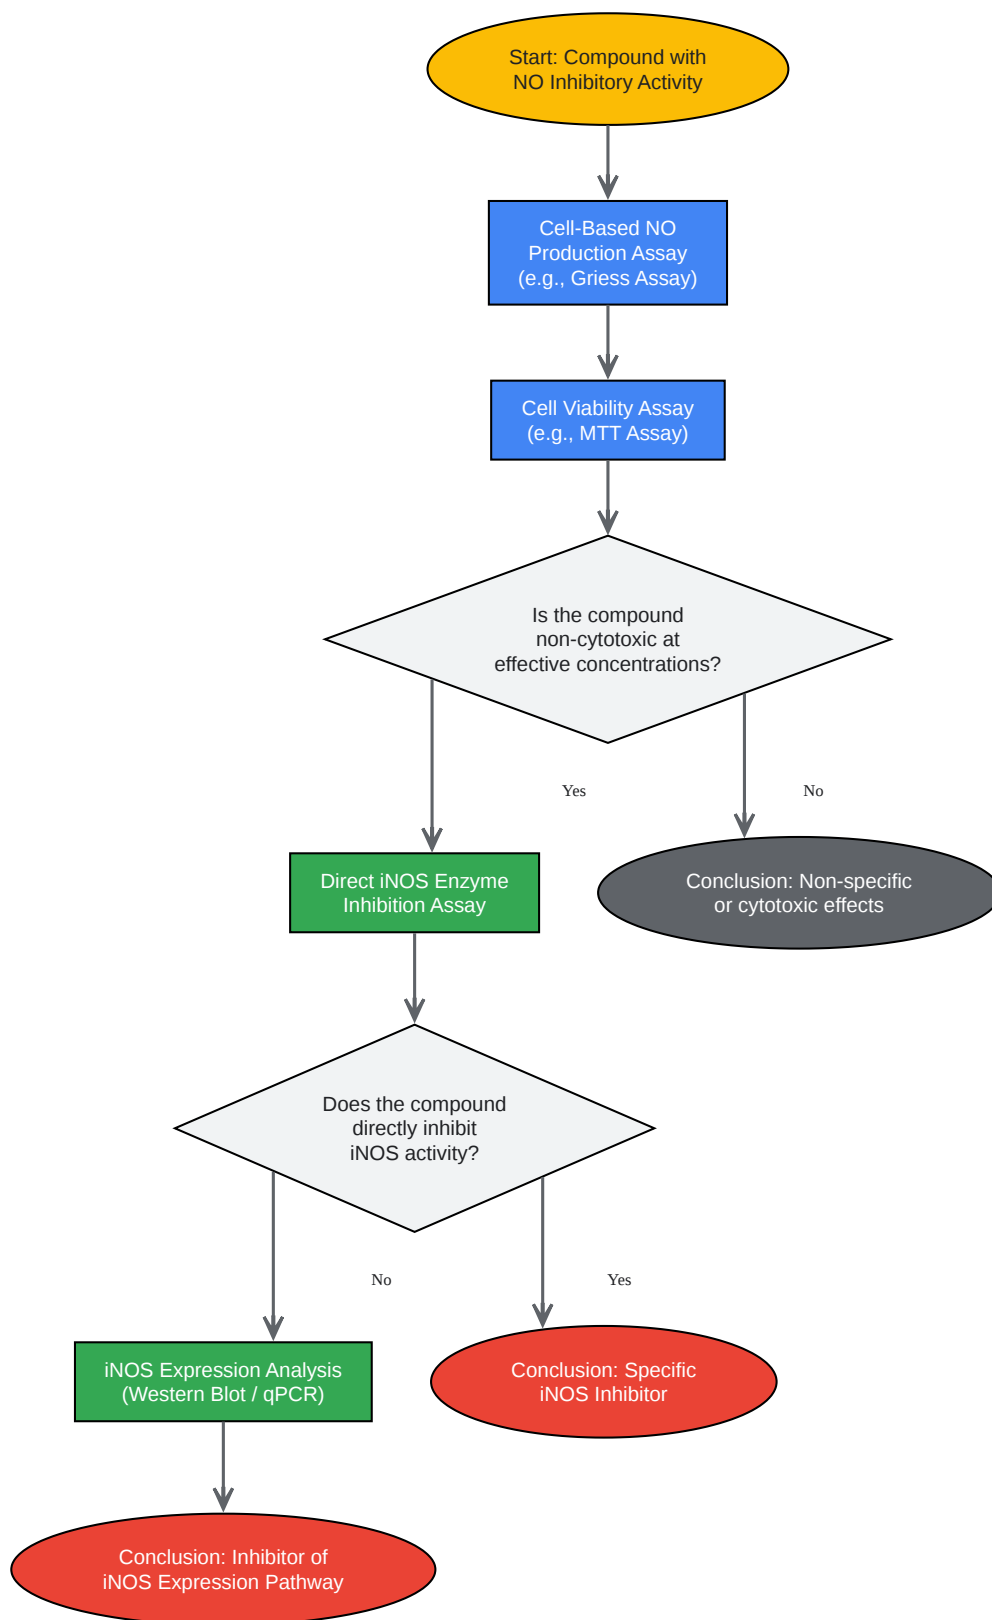 Start: Compound with
NO Inhibitory Activity
Cell-Based NO
Production Assay
(e.g., Griess Assay)
Cell Viability Assay
(e.g., MTT Assay)
Is the compound
non-cytotoxic at
effective concentrations?
Yes
No
Direct iNOS Enzyme
Inhibition Assay
Conclusion: Non-specific
or cytotoxic effects
Does the compound
directly inhibit
iNOS activity?
No
Yes
iNOS Expression Analysis
(Western Blot / qPCR)
Conclusion: Specific
iNOS Inhibitor
Conclusion: Inhibitor of
iNOS Expression Pathway